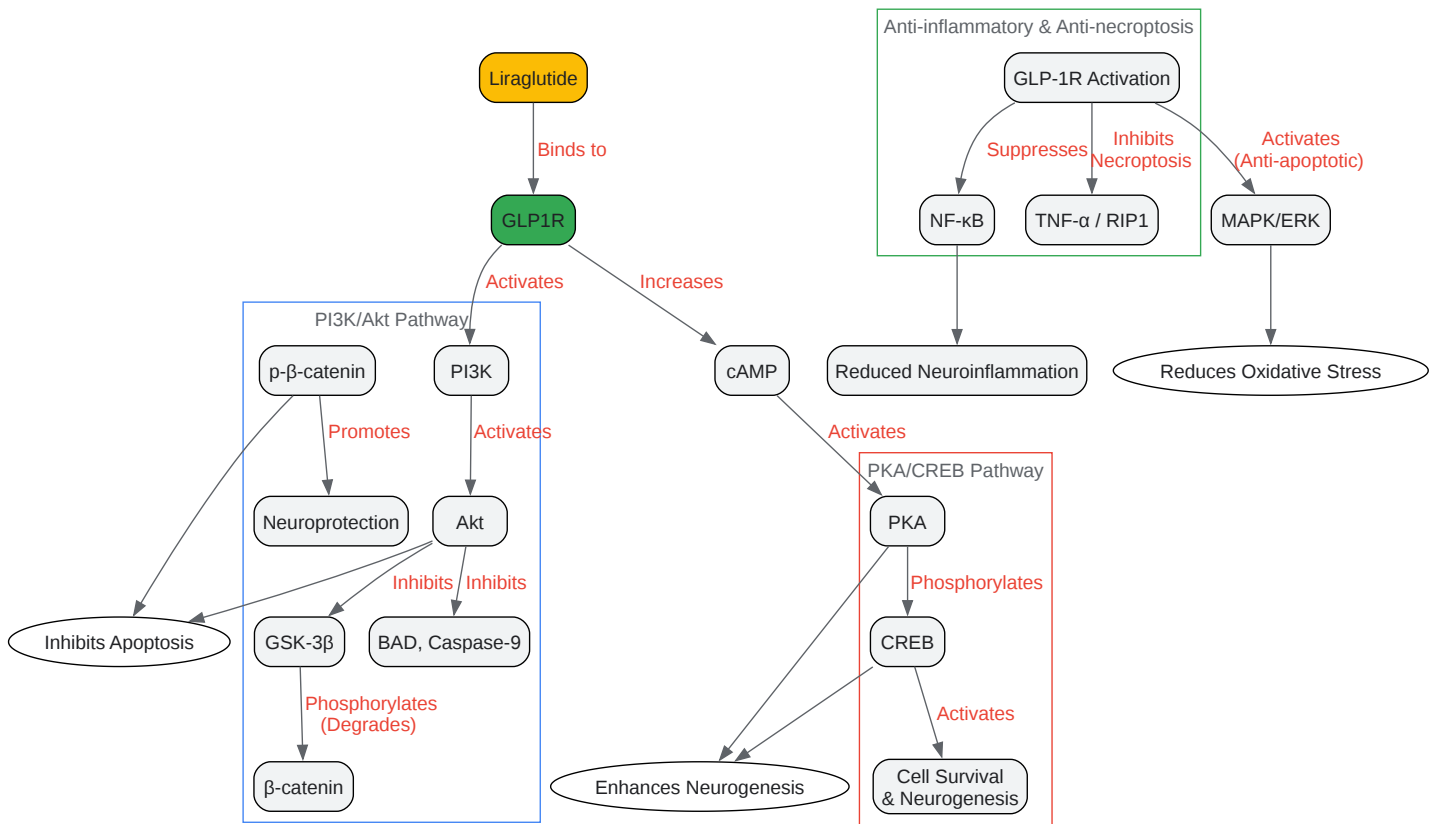 Anti-inflammatory & Anti-necroptosis
Liraglutide
GLP-1R Activation
Binds to
Suppresses
Inhibits
Necroptosis
Activates
(Anti-apoptotic)
GLP1R
NF-κB
TNF-α / RIP1
MAPK/ERK
Activates
Increases
PI3K/Akt Pathway
p-β-catenin
PI3K
cAMP
Reduced Neuroinflammation
Reduces Oxidative Stress
Promotes
Activates
Activates
PKA/CREB Pathway
Neuroprotection
Akt
PKA
Inhibits
Inhibits
Phosphorylates
Inhibits Apoptosis
GSK-3β
BAD, Caspase-9
CREB
Phosphorylates
(Degrades)
Activates
β-catenin
Enhances Neurogenesis
Cell Survival
& Neurogenesis